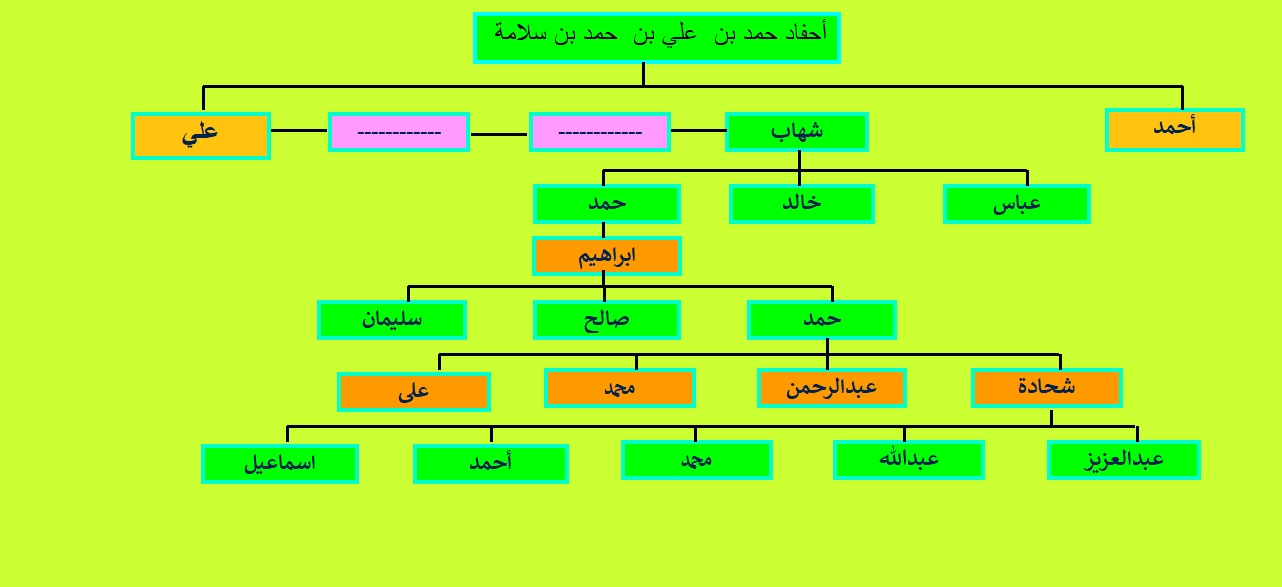 أحفاد حمد بن علي بن حمد بن سلامة
أحمد
شهاب
------------
------------
علي
عباس
خالد
حمد
ابراهيم
حمد
صالح
سليمان
شحادة
عبدالرحمن
محمد
على
عبدالعزيز
عبدالله
محمد
أحمد
اسماعيل